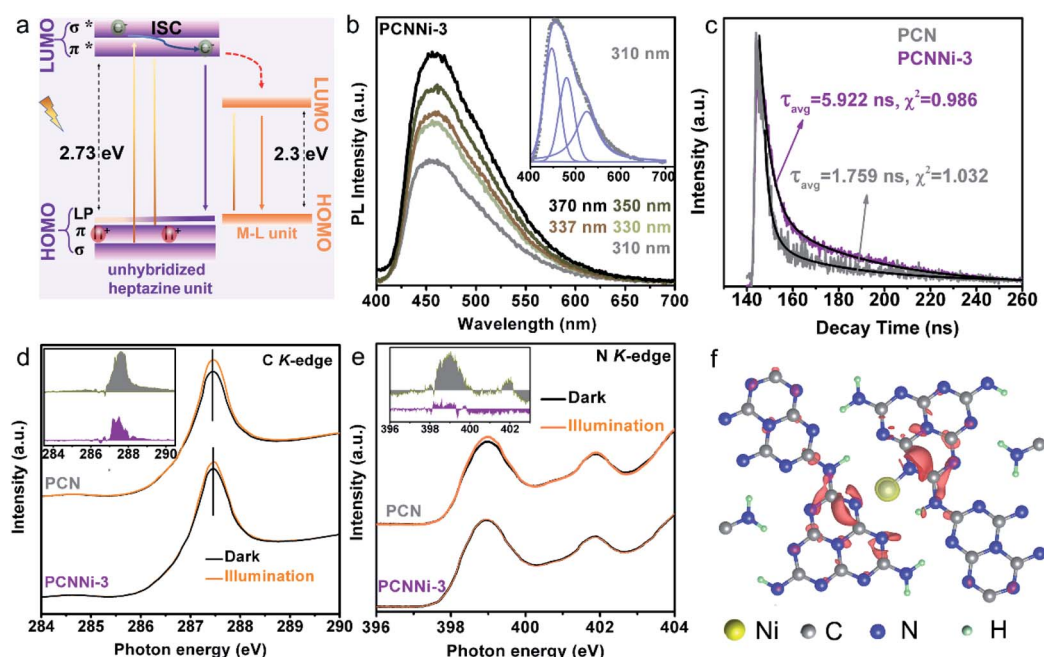 a
LUMO
σ *
π *
C-
ISC
C-
LUMO
2.73 eV
2.3 eV
HOMO
LP
π
σ
H+
H+
HOMO
M-L unit
unhybridized
heptazine unit
b
PCNNi-3
310 nm
400 500 600 700
370 nm 350 nm
337 nm 330 nm
310 nm
PL Intensity (a.u.)
400 450 500 550 600 650 700
Wavelength (nm)
c
PCN
PCNNi-3
τavg=5.922 ns, χ²=0.986
τavg=1.759 ns, χ²=1.032
Intensity (a.u.)
140 160 180 200 220 240 260
Decay Time (ns)
d
C K-edge
284 286 288 290
PCN
PCNNi-3
Dark
Illumination
Intensity (a.u.)
284 285 286 287 288 289 290
Photon energy (eV)
e
N K-edge
396 399 402
Dark
Illumination
PCN
PCNNi-3
Intensity (a.u.)
396 398 400 402 404
Photon energy (eV)
f
Ni C N H